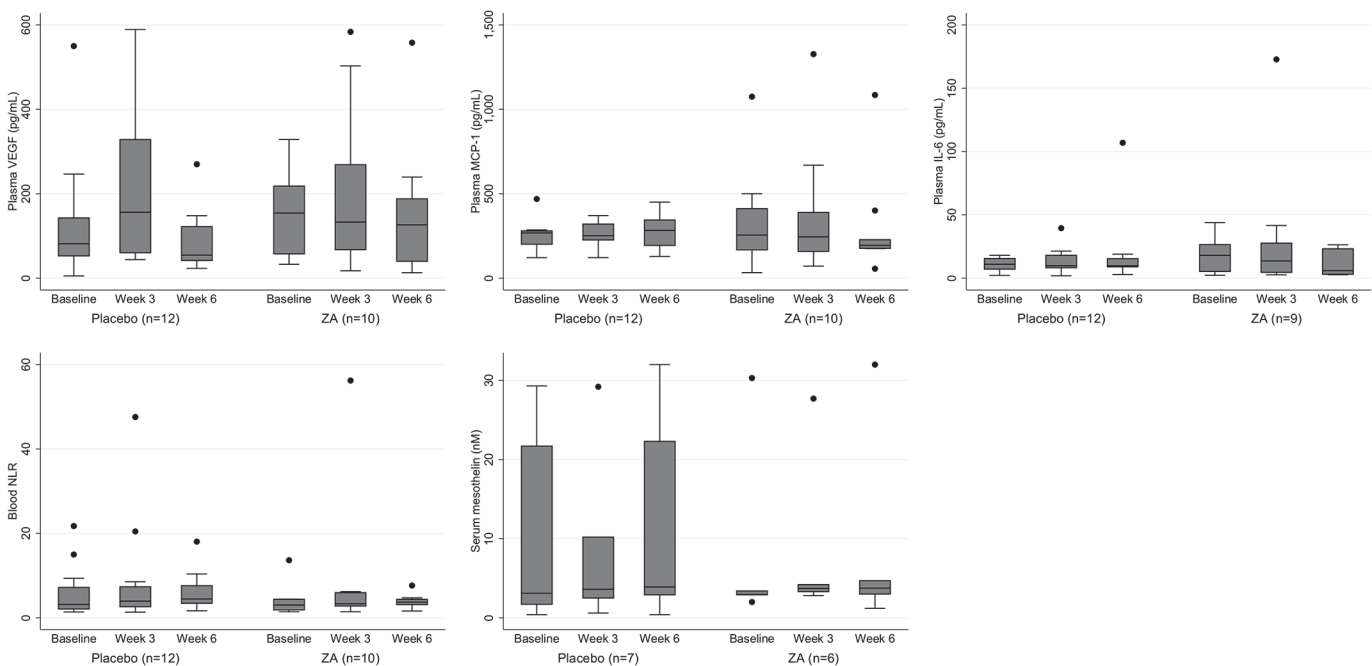 Plasma VEGF (pg/mL)
600
400
200
0
Baseline Week 3 Week 6 Baseline Week 3 Week 6
Placebo (n=12) ZA (n=10)
Plasma MCP-1 (pg/mL)
1,500
1,000
500
0
Baseline Week 3 Week 6 Baseline Week 3 Week 6
Placebo (n=12) ZA (n=10)
Plasma IL-6 (pg/mL)
200
150
100
50
0
Baseline Week 3 Week 6 Baseline Week 3 Week 6
Placebo (n=12) ZA (n=9)
Blood NLR
60
40
20
0
Baseline Week 3 Week 6 Baseline Week 3 Week 6
Placebo (n=12) ZA (n=10)
Serum mesothelin (nM)
30
20
10
0
Baseline Week 3 Week 6 Baseline Week 3 Week 6
Placebo (n=7) ZA (n=6)